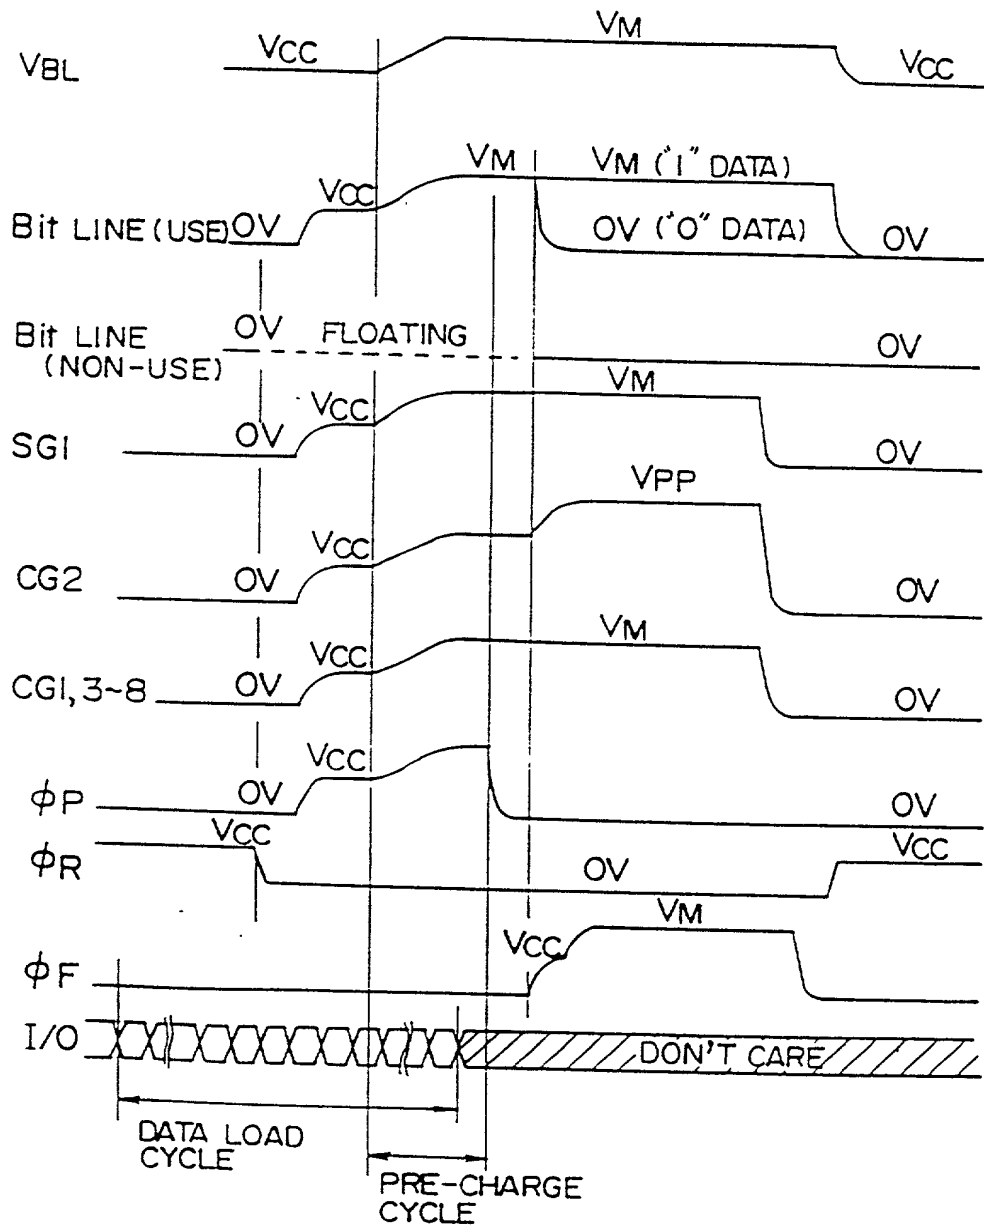 VBL VCC VM VCC
Bit LINE (USE) 0V VCC VM VM ("1" DATA)
0V ("0" DATA) 0V
Bit LINE
(NON-USE) 0V FLOATING 0V
SG1 0V VCC VM 0V
CG2 0V VCC VPP 0V
CG1, 3~8 0V VCC VM 0V
φP 0V VCC 0V
φR VCC 0V VCC
φF VCC VM
I/O DON'T CARE
DATA LOAD
CYCLE
PRE-CHARGE
CYCLE